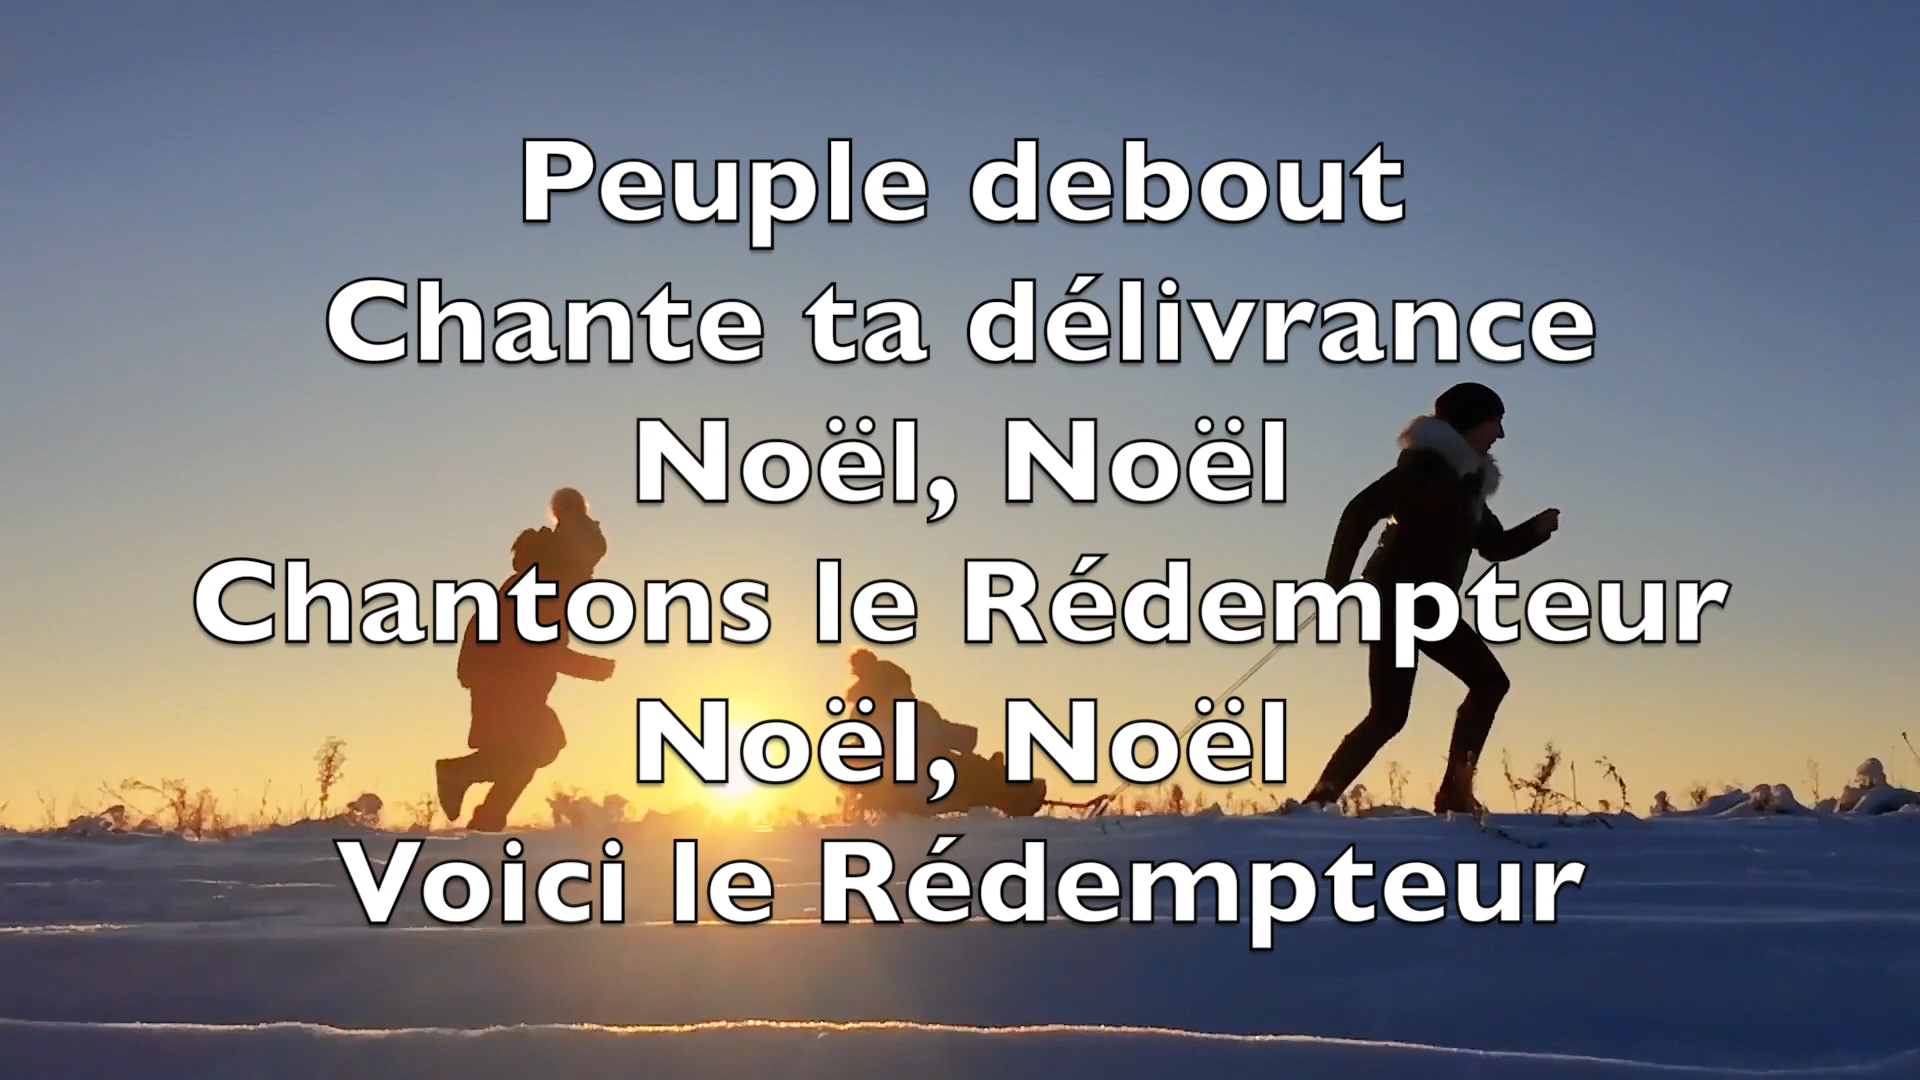 Peuple debout
Chante ta délivrance
Noël, Noël
Chantons le Rédempteur
Noël, Noël
Voici le Rédempteur